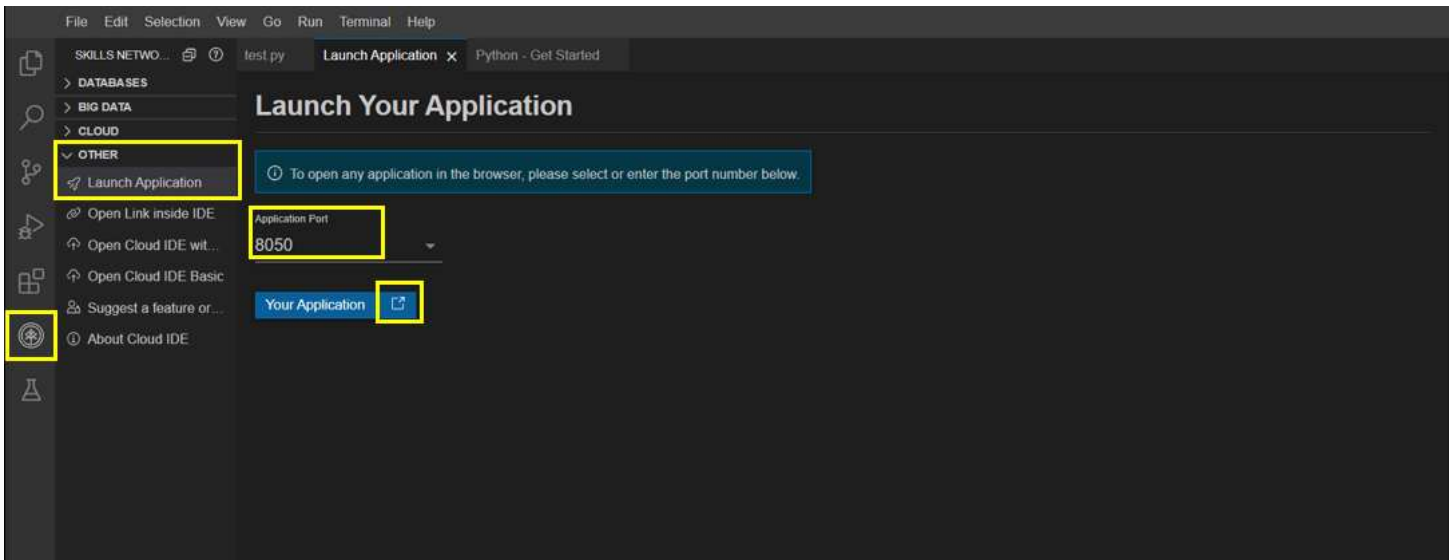 File Edit Selection View Go Run Terminal Help
SKILLS NETWO...
test.py Launch Application Python - Get Started
DATABASES
BIG DATA
CLOUD
OTHER
Launch Application
Open Link inside IDE
Open Cloud IDE wit...
Open Cloud IDE Basic
Suggest a feature or...
About Cloud IDE
Launch Your Application
To open any application in the browser, please select or enter the port number below.
Application Port
8050
Your Application